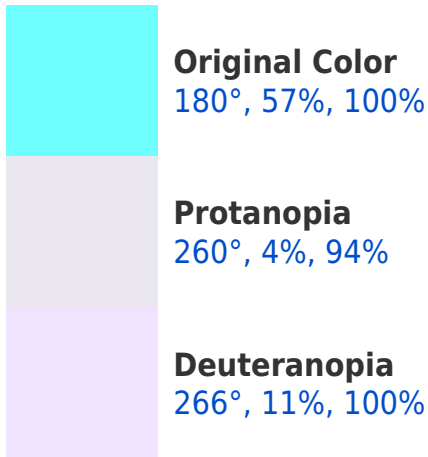 Original Color
180°, 57%, 100%
Protanopia
260°, 4%, 94%
Deuteranopia
266°, 11%, 100%